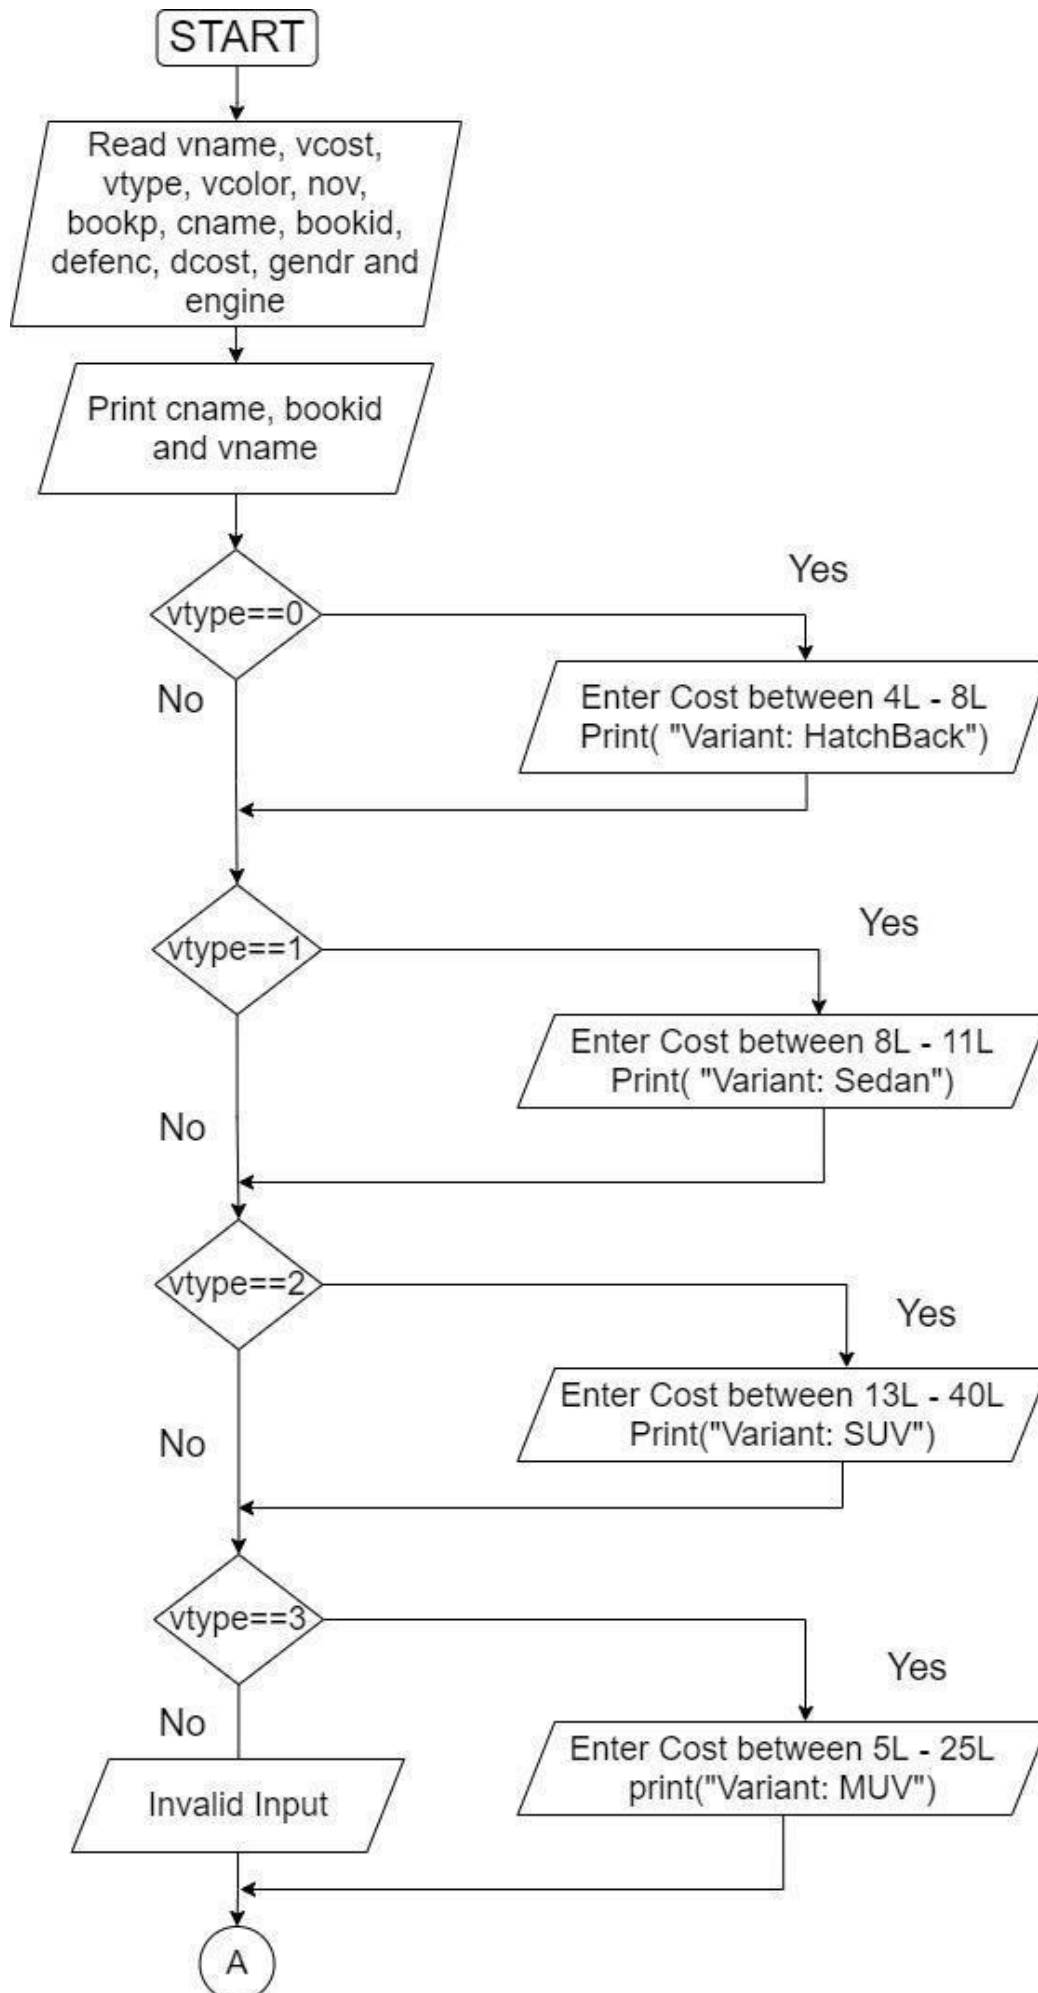 START
Read vname, vcost,
vtype, vcolor, nov,
bookp, cname, bookid,
defenc, dcost, gendr and
engine
Print cname, bookid
and vname
vtype==0
Yes
No
Enter Cost between 4L - 8L
Print( "Variant: HatchBack")
vtype==1
Yes
No
Enter Cost between 8L - 11L
Print( "Variant: Sedan")
vtype==2
Yes
No
Enter Cost between 13L - 40L
Print("Variant: SUV")
vtype==3
Yes
No
Enter Cost between 5L - 25L
print("Variant: MUV")
Invalid Input
A